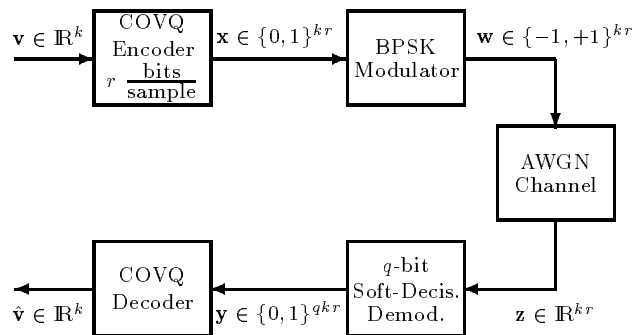 v ∈ ℝ^k
COVQ
Encoder
r bits/sample
x ∈ {0, 1}^{kr}
BPSK
Modulator
w ∈ {−1, +1}^{kr}
AWGN
Channel
z ∈ ℝ^{kr}
q-bit
Soft-Decis.
Demod.
y ∈ {0, 1}^{qkr}
COVQ
Decoder
v̂ ∈ ℝ^k